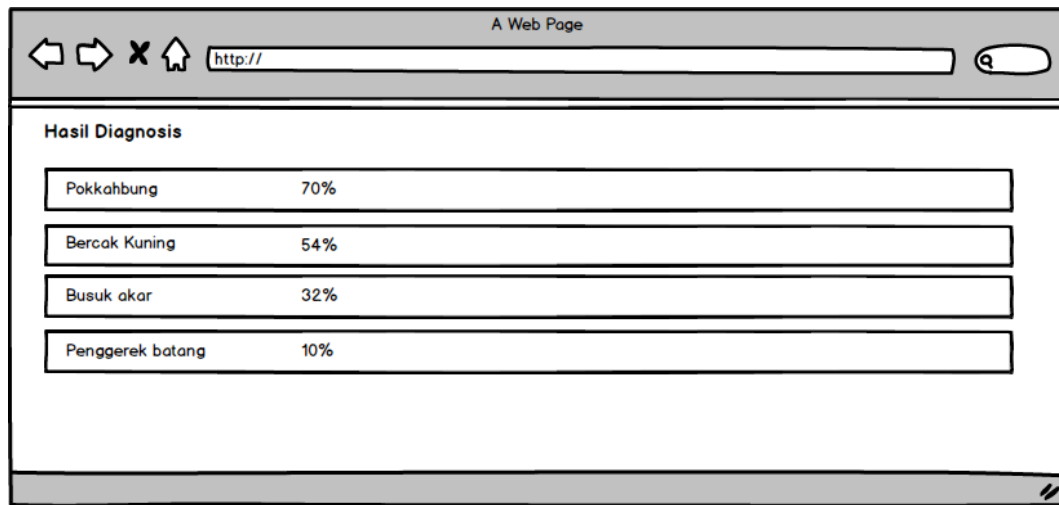 A Web Page
http://
Hasil Diagnosis
Pokkahbung 70%
Bercak Kuning 54%
Busuk akar 32%
Penggerek batang 10%